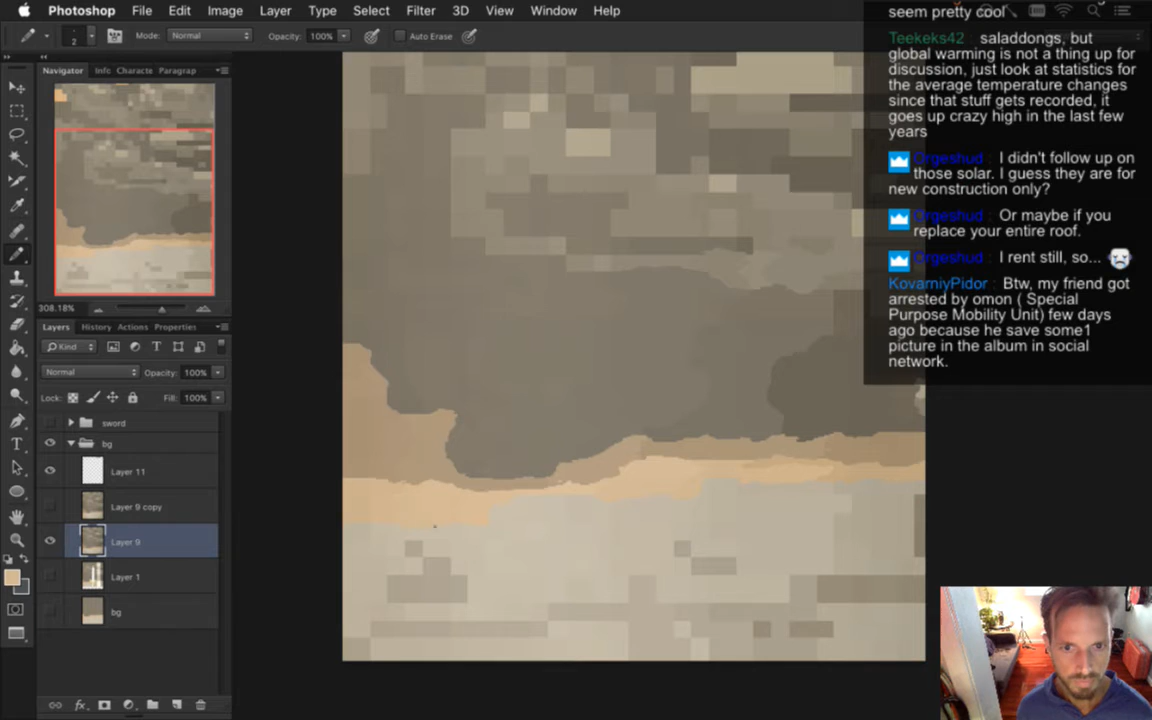 Photoshop File Edit Image Layer Type Select Filter 3D View Window Help
2 Mode: Normal Opacity: 100% Auto Erase
Navigator Info Characte Paragrap
308.18%
Layers History Actions Properties
Kind
Normal Opacity: 100%
Lock: Fill: 100%
sword
bg
Layer 11
Layer 9 copy
Layer 9
Layer 1
bg
seem pretty cool
Teekeks42 saladdongs, but
global warming is not a thing up for
discussion, just look at statistics for
the average temperature changes
since that stuff gets recorded, it
goes up crazy high in the last few
years
Orgeshud : I didn't follow up on
those solar. I guess they are for
new construction only?
Orgeshud : Or maybe if you
replace your entire roof.
Orgeshud : I rent still, so...
KovarniyPidor : Btw, my friend got
arrested by omon ( Special
Purpose Mobility Unit) few days
ago because he save some1
picture in the album in social
network.